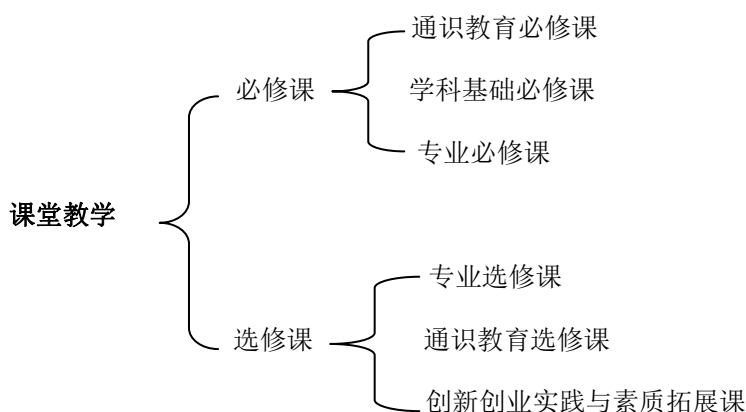 通识教育必修课
必修课
学科基础必修课
专业必修课
课堂教学
专业选修课
选修课
通识教育选修课
创新创业实践与素质拓展课